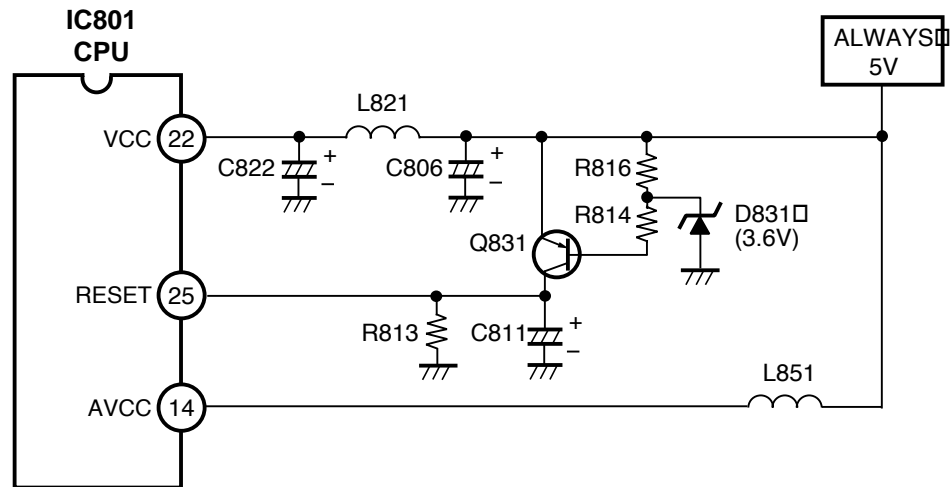 IC801
CPU
ALWAYS□
5V
L821
VCC 22
C822 + −
C806 + −
R816
R814
D831□
(3.6V)
Q831
RESET 25
R813
C811 + −
L851
AVCC 14